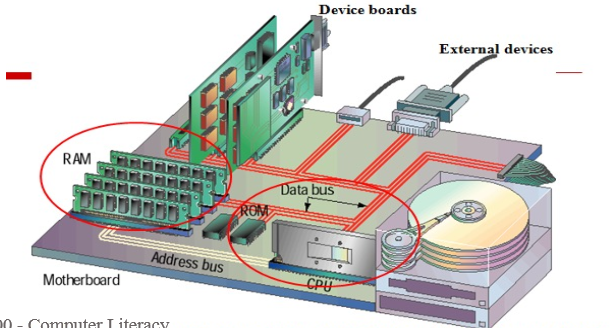 Device boards
External devices
RAM
Data bus
ROM
Address bus
CPU
Motherboard
00 - Computer Literacy